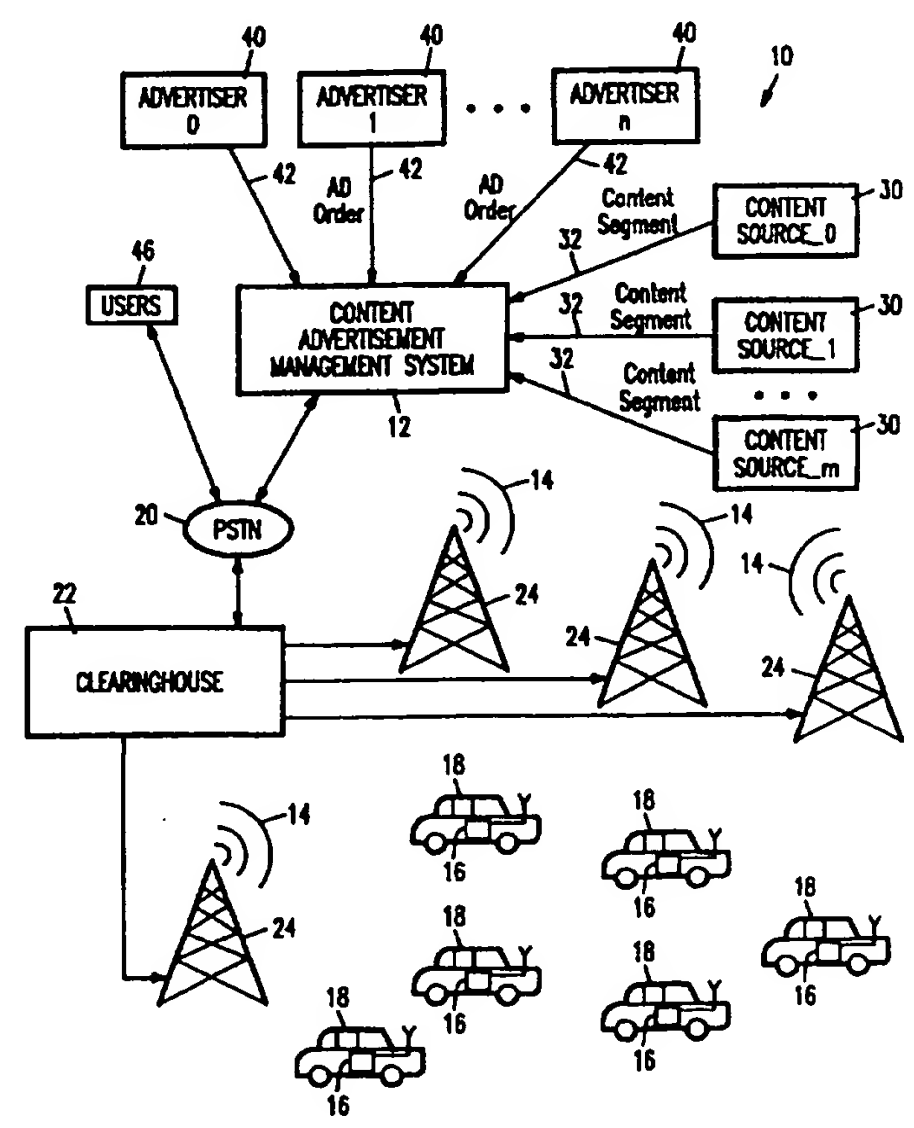 40
40
40
10
ADVERTISER
0
ADVERTISER
1
ADVERTISER
n
42
42
42
AD
Order
AD
Order
Content
Segment
30
CONTENT
SOURCE_0
32
46
USERS
CONTENT
ADVERTISEMENT
MANAGEMENT SYSTEM
12
32
Content
Segment
30
CONTENT
SOURCE_1
32
Content
Segment
30
CONTENT
SOURCE_m
20
PSTN
14
14
14
24
24
24
22
CLEARINGHOUSE
14
24
18
16
18
16
18
16
18
16
18
16
18
16